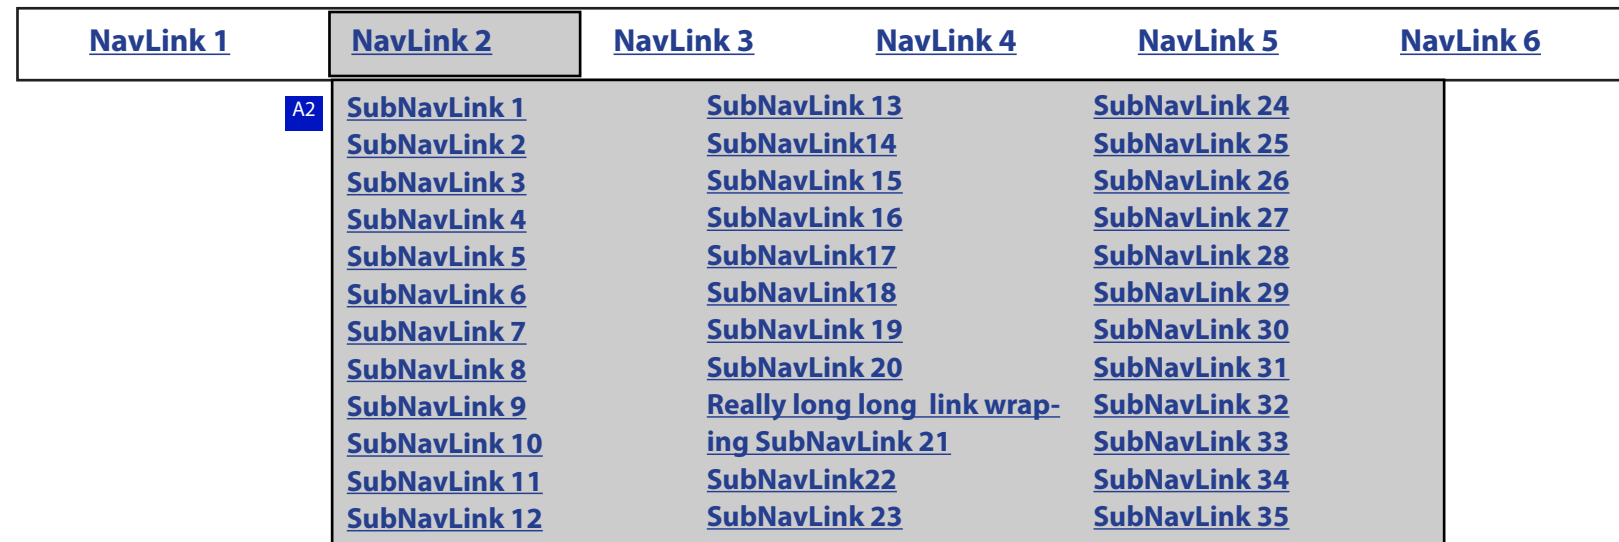 NavLink 1
NavLink 2
NavLink 3
NavLink 4
NavLink 5
NavLink 6
A2
SubNavLink 1
SubNavLink 2
SubNavLink 3
SubNavLink 4
SubNavLink 5
SubNavLink 6
SubNavLink 7
SubNavLink 8
SubNavLink 9
SubNavLink 10
SubNavLink 11
SubNavLink 12
SubNavLink 13
SubNavLink14
SubNavLink 15
SubNavLink 16
SubNavLink17
SubNavLink18
SubNavLink 19
SubNavLink 20
Really long long  link wrap-
ing SubNavLink 21
SubNavLink22
SubNavLink 23
SubNavLink 24
SubNavLink 25
SubNavLink 26
SubNavLink 27
SubNavLink 28
SubNavLink 29
SubNavLink 30
SubNavLink 31
SubNavLink 32
SubNavLink 33
SubNavLink 34
SubNavLink 35